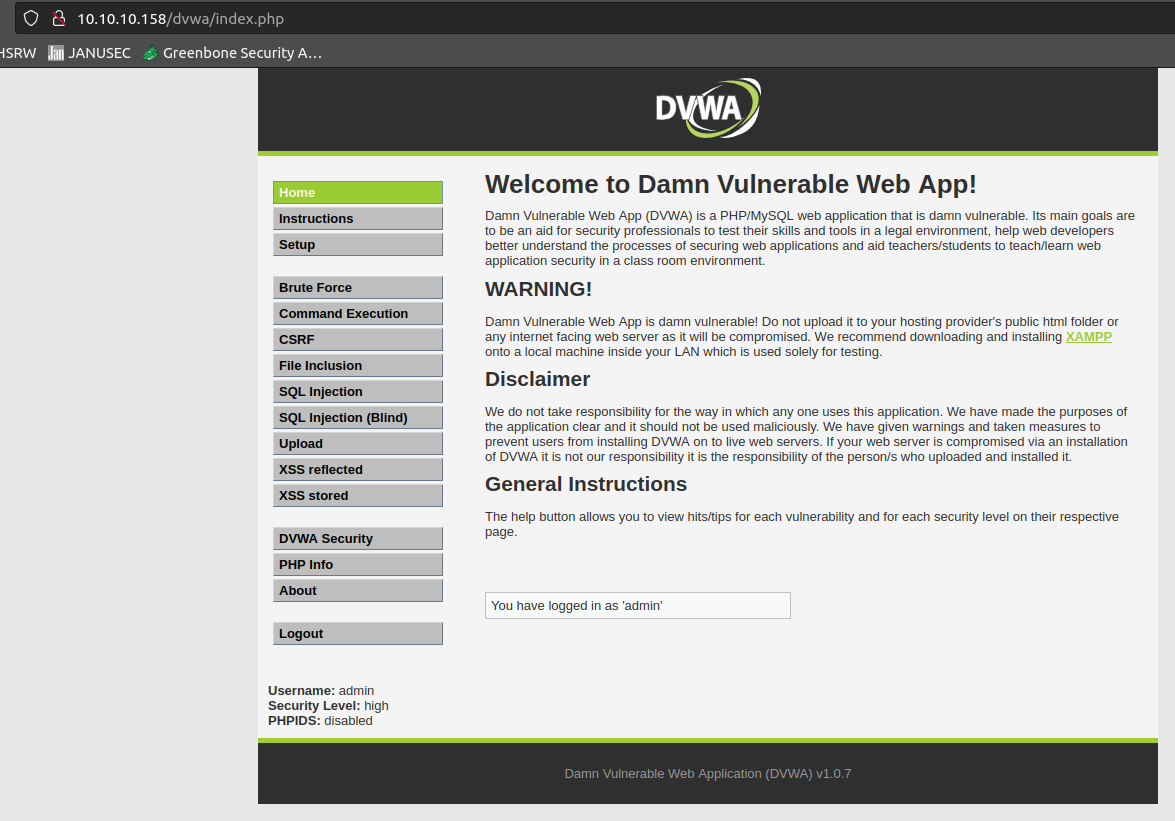 10.10.10.158/dvwa/index.php
HSRW
Jan JANUSEC
Greenbone Security A…
DVWA
Home
Instructions
Setup
Brute Force
Command Execution
CSRF
File Inclusion
SQL Injection
SQL Injection (Blind)
Upload
XSS reflected
XSS stored
DVWA Security
PHP Info
About
Logout
Username: admin
Security Level: high
PHPIDS: disabled
Welcome to Damn Vulnerable Web App!
Damn Vulnerable Web App (DVWA) is a PHP/MySQL web application that is damn vulnerable. Its main goals are
to be an aid for security professionals to test their skills and tools in a legal environment, help web developers
better understand the processes of securing web applications and aid teachers/students to teach/learn web
application security in a class room environment.
WARNING!
Damn Vulnerable Web App is damn vulnerable! Do not upload it to your hosting provider's public html folder or
any internet facing web server as it will be compromised. We recommend downloading and installing XAMPP
onto a local machine inside your LAN which is used solely for testing.
Disclaimer
We do not take responsibility for the way in which any one uses this application. We have made the purposes of
the application clear and it should not be used maliciously. We have given warnings and taken measures to
prevent users from installing DVWA on to live web servers. If your web server is compromised via an installation
of DVWA it is not our responsibility it is the responsibility of the person/s who uploaded and installed it.
General Instructions
The help button allows you to view hits/tips for each vulnerability and for each security level on their respective
page.
You have logged in as 'admin'
Damn Vulnerable Web Application (DVWA) v1.0.7